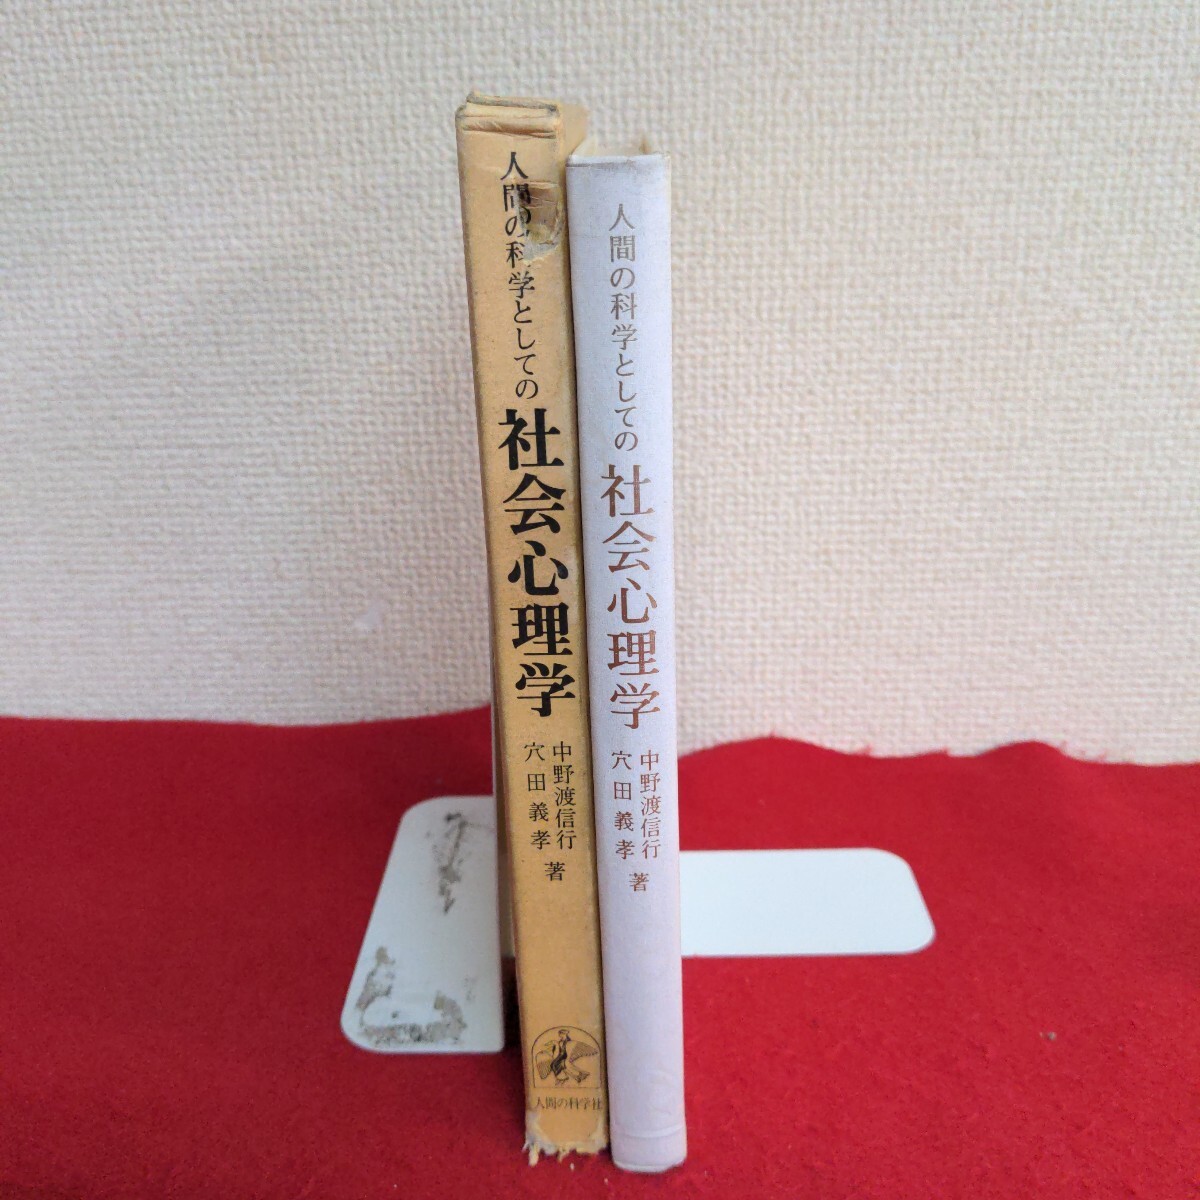 人間の科学としての
社会心理学
中野渡信行
穴田義孝
著
人間の科学社
人間の科学としての
社会心理学
中野渡信行
穴田義孝
著